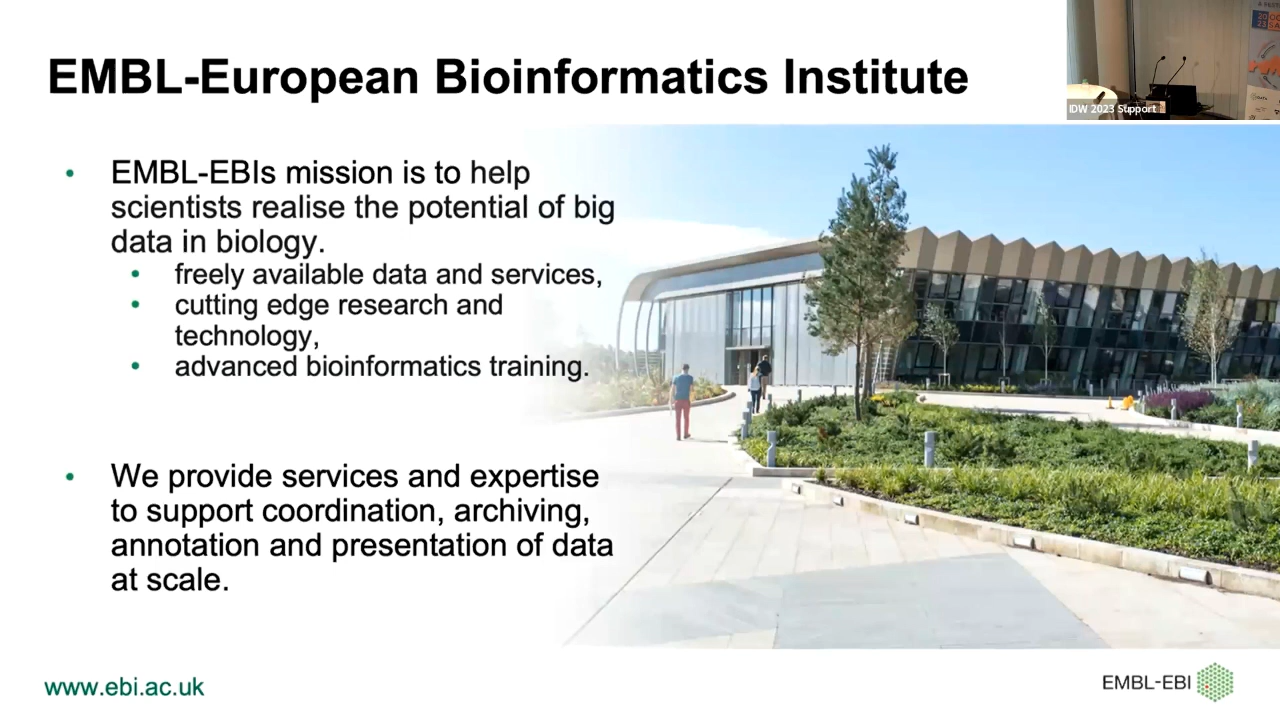 EMBL-European Bioinformatics Institute
IDW 2023 Support
• EMBL-EBIs mission is to help
scientists realise the potential of big
data in biology.
• freely available data and services,
• cutting edge research and
technology,
• advanced bioinformatics training.
• We provide services and expertise
to support coordination, archiving,
annotation and presentation of data
at scale.
www.ebi.ac.uk
EMBL-EBI